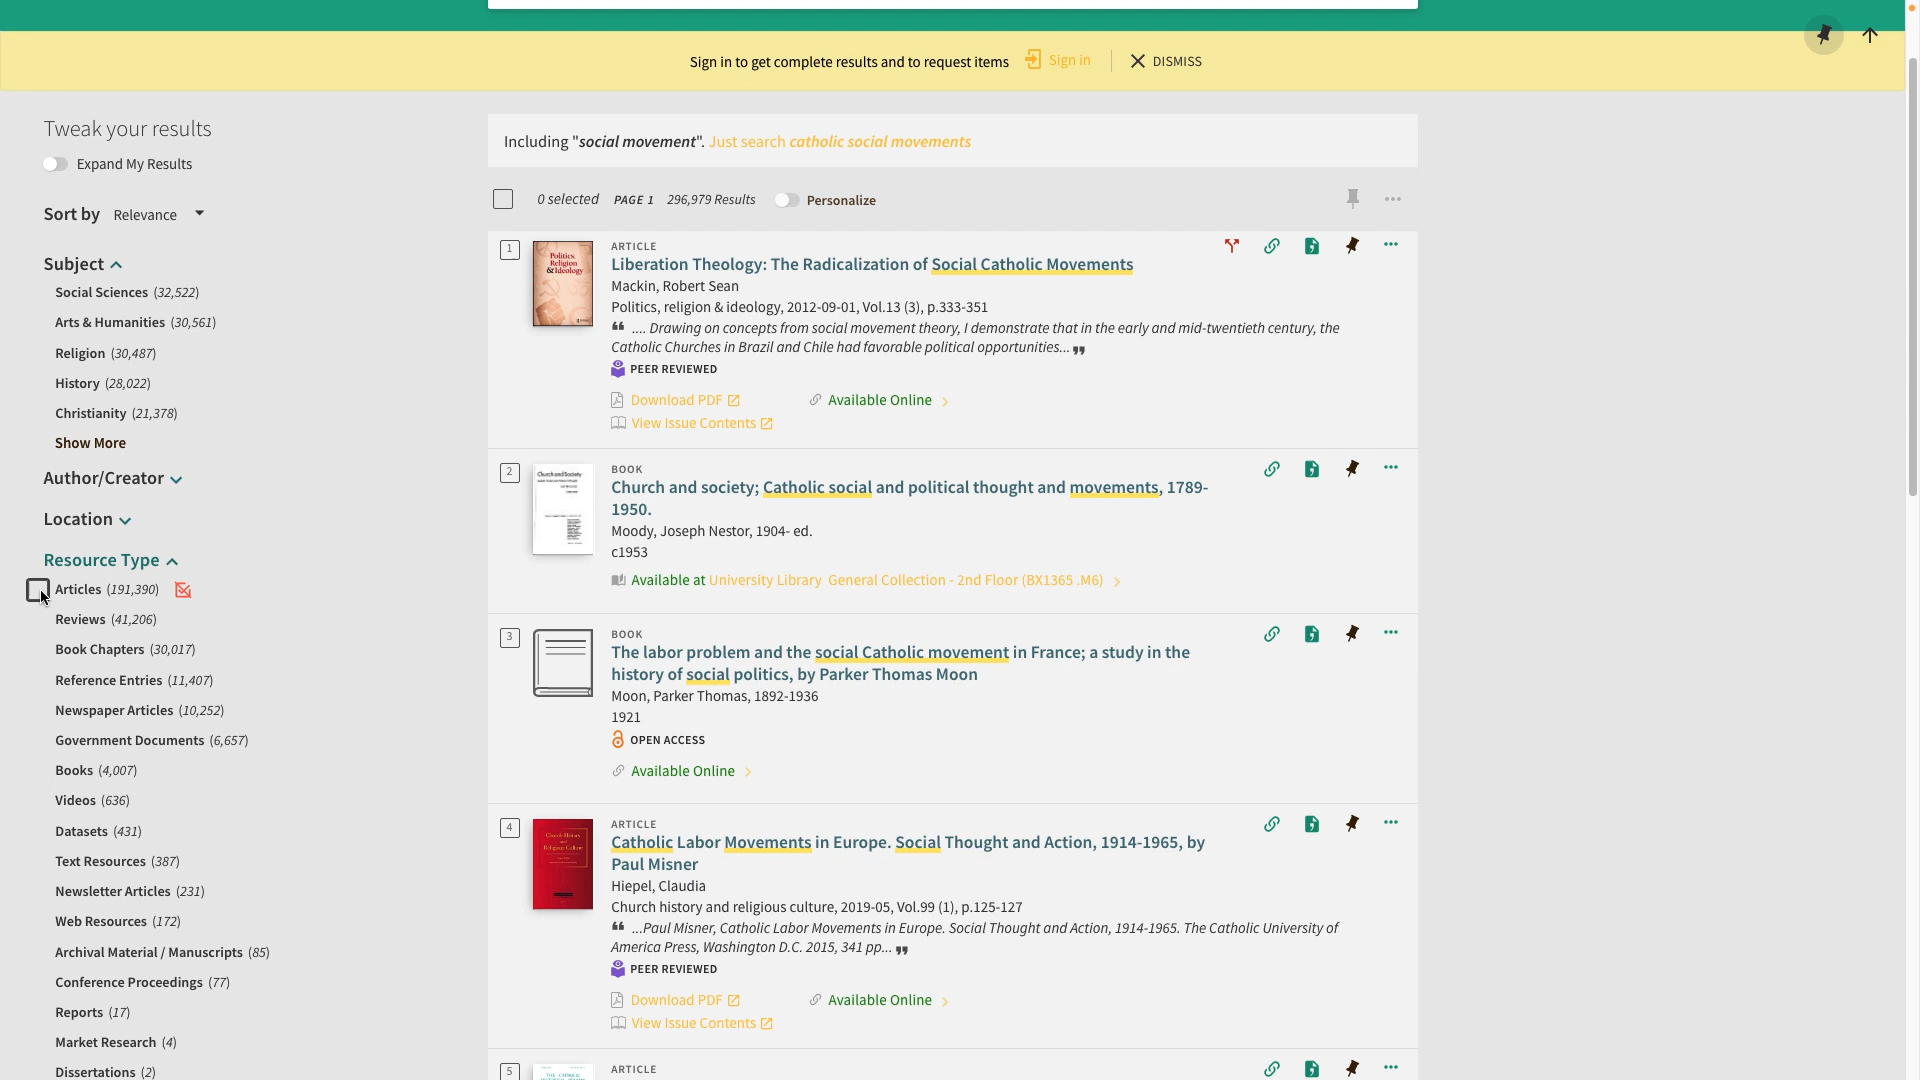 Sign in to get complete results and to request items
Sign in
DISMISS
Tweak your results
Expand My Results
Sort by Relevance
Subject
Social Sciences (32,522)
Arts & Humanities (30,561)
Religion (30,487)
History (28,022)
Christianity (21,378)
Show More
Author/Creator
Location
Resource Type
Articles (191,390)
Reviews (41,206)
Book Chapters (30,017)
Reference Entries (11,407)
Newspaper Articles (10,252)
Government Documents (6,657)
Books (4,007)
Videos (636)
Datasets (431)
Text Resources (387)
Newsletter Articles (231)
Web Resources (172)
Archival Material / Manuscripts (85)
Conference Proceedings (77)
Reports (17)
Market Research (4)
Dissertations (2)
Including "social movement". Just search catholic social movements
0 selected PAGE 1 296,979 Results Personalize
1
ARTICLE
Liberation Theology: The Radicalization of Social Catholic Movements
Mackin, Robert Sean
Politics, religion & ideology, 2012-09-01, Vol.13 (3), p.333-351
❝ .... Drawing on concepts from social movement theory, I demonstrate that in the early and mid-twentieth century, the
Catholic Churches in Brazil and Chile had favorable political opportunities... ❞
PEER REVIEWED
Download PDF Available Online
View Issue Contents
Politics,
Religion
& Ideology
2
BOOK
Church and society; Catholic social and political thought and movements, 1789-
1950.
Moody, Joseph Nestor, 1904- ed.
c1953
Available at University Library General Collection - 2nd Floor (BX1365 .M6)
Church and Society
3
BOOK
The labor problem and the social Catholic movement in France; a study in the
history of social politics, by Parker Thomas Moon
Moon, Parker Thomas, 1892-1936
1921
OPEN ACCESS
Available Online
4
ARTICLE
Catholic Labor Movements in Europe. Social Thought and Action, 1914-1965, by
Paul Misner
Hiepel, Claudia
Church history and religious culture, 2019-05, Vol.99 (1), p.125-127
❝ ...Paul Misner, Catholic Labor Movements in Europe. Social Thought and Action, 1914-1965. The Catholic University of
America Press, Washington D.C. 2015, 341 pp... ❞
PEER REVIEWED
Download PDF Available Online
View Issue Contents
Church History
and
Religious Culture
5
ARTICLE